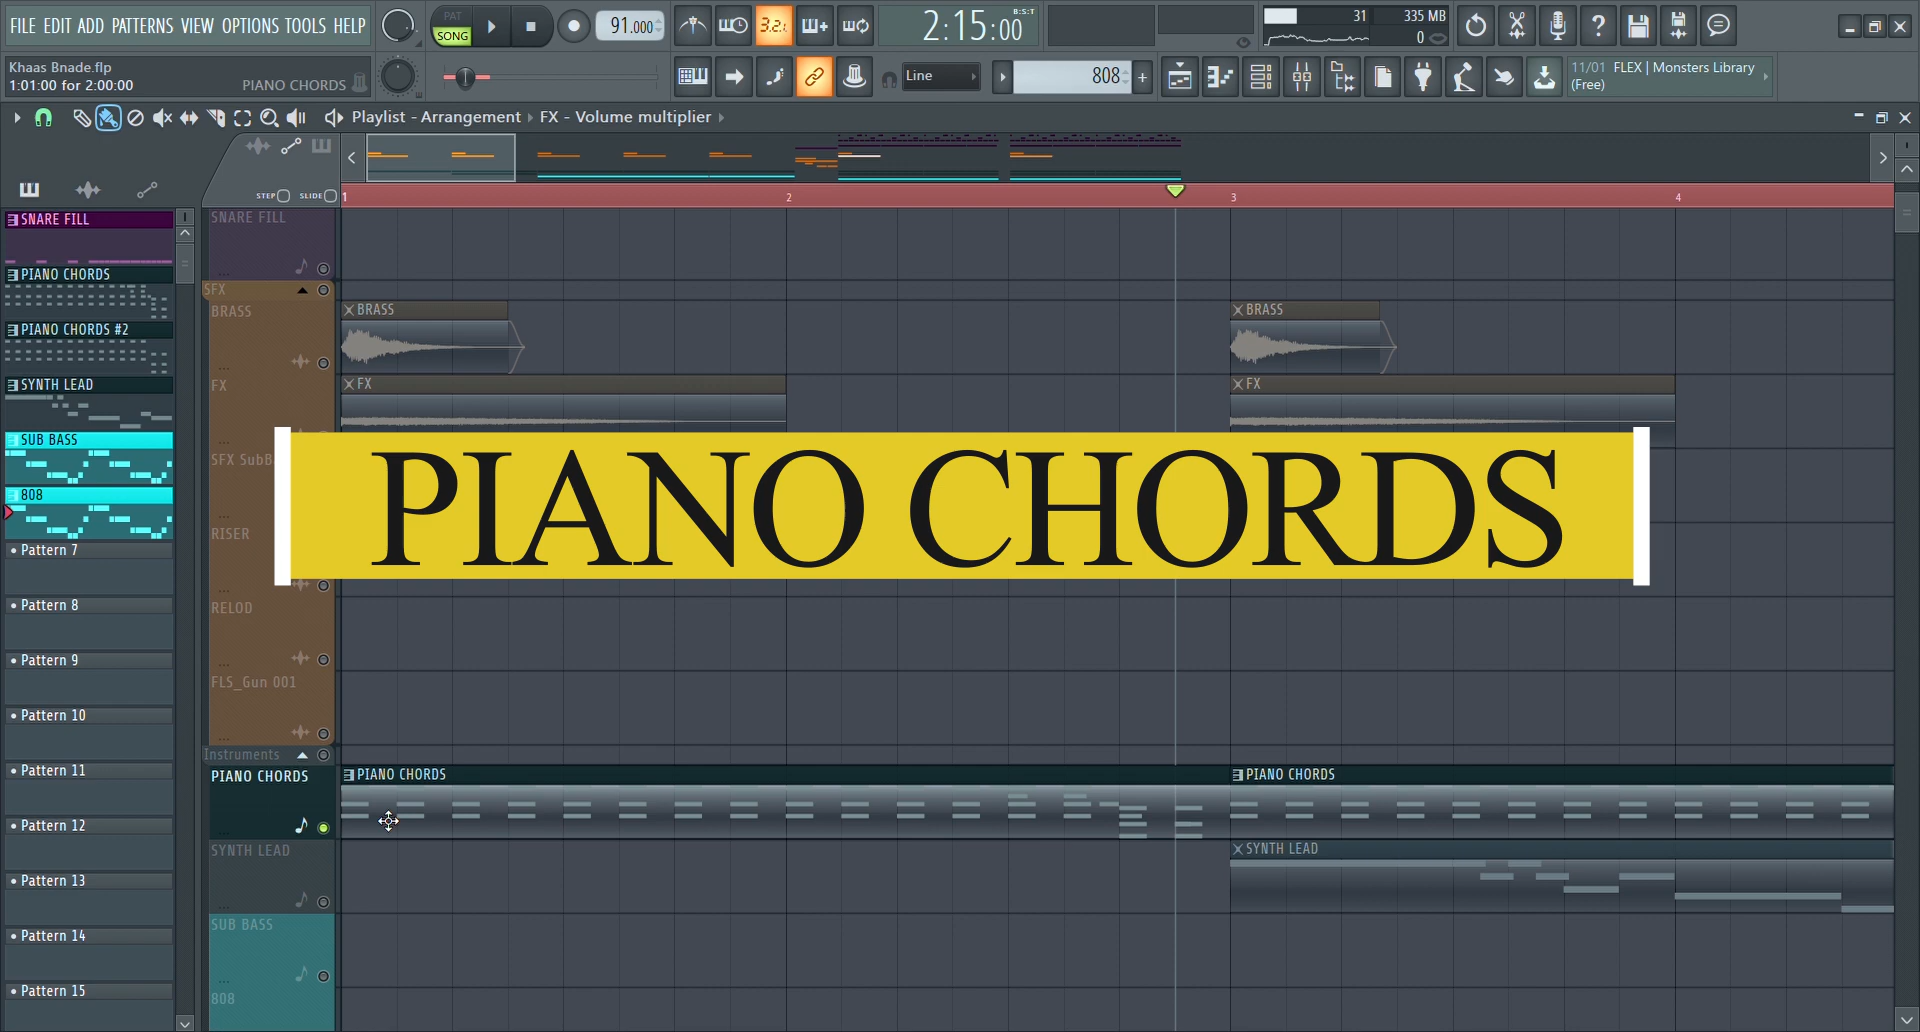 FILE EDIT ADD PATTERNS VIEW OPTIONS TOOLS HELP
PAT
SONG
91.000
3.2.
2:15:00
B:S:T
31
335 MB
0
Khaas Bnade.flp
1:01:00 for 2:00:00
PIANO CHORDS
Line
808
11/01 FLEX | Monsters Library
(Free)
Playlist - Arrangement › FX - Volume multiplier ›
STEP
SLIDE
1
2
3
4
SNARE FILL
PIANO CHORDS
PIANO CHORDS #2
SYNTH LEAD
SUB BASS
808
Pattern 7
Pattern 8
Pattern 9
Pattern 10
Pattern 11
Pattern 12
Pattern 13
Pattern 14
Pattern 15
SNARE FILL
SFX
BRASS
FX
SFX SubB
RISER
RELOD
FLS_Gun 001
Instruments
PIANO CHORDS
SYNTH LEAD
SUB BASS
808
BRASS
BRASS
FX
FX
PIANO CHORDS
PIANO CHORDS
PIANO CHORDS
SYNTH LEAD